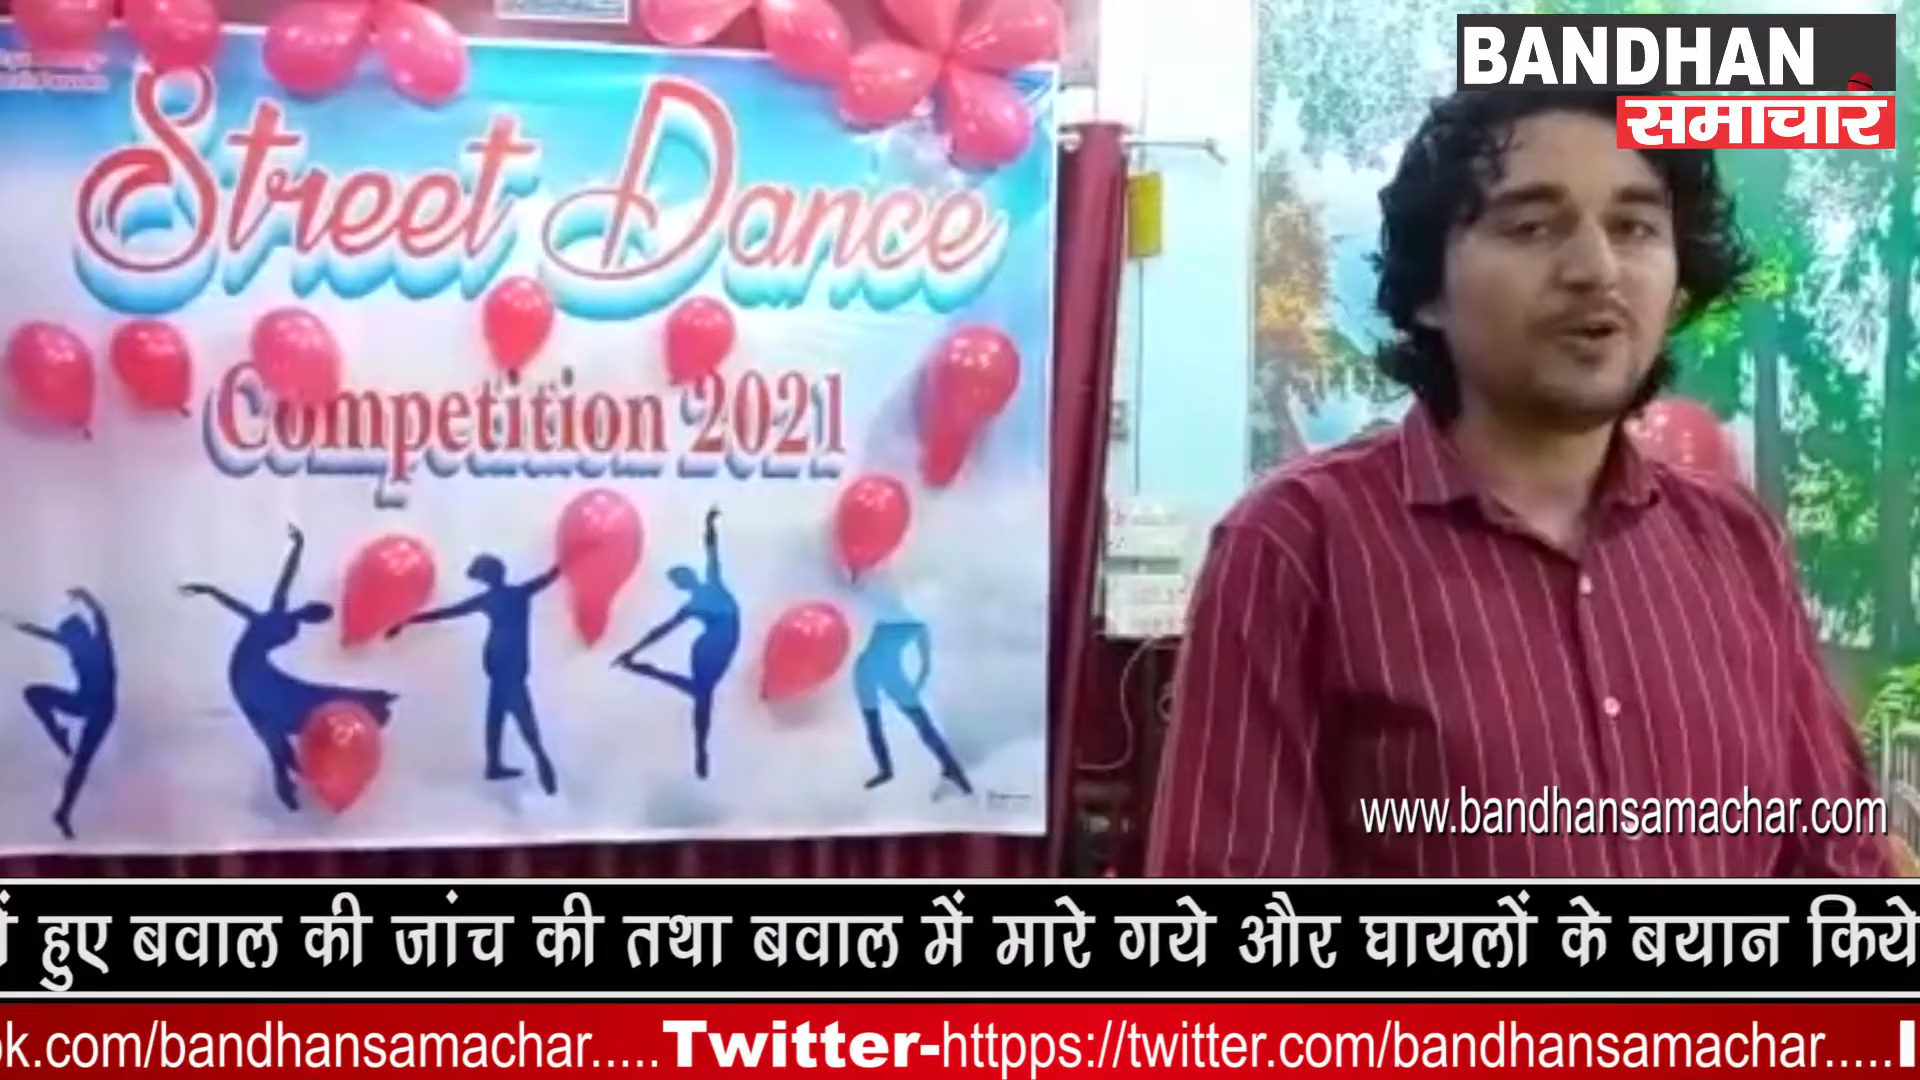 BANDHAN
समाचार
Street Dance
Competition 2021
www.bandhansamachar.com
हुए बवाल की जांच की तथा बवाल में मारे गये और घायलों के बयान किये
k.com/bandhansamachar.....Twitter-httpps://twitter.com/bandhansamachar.....I